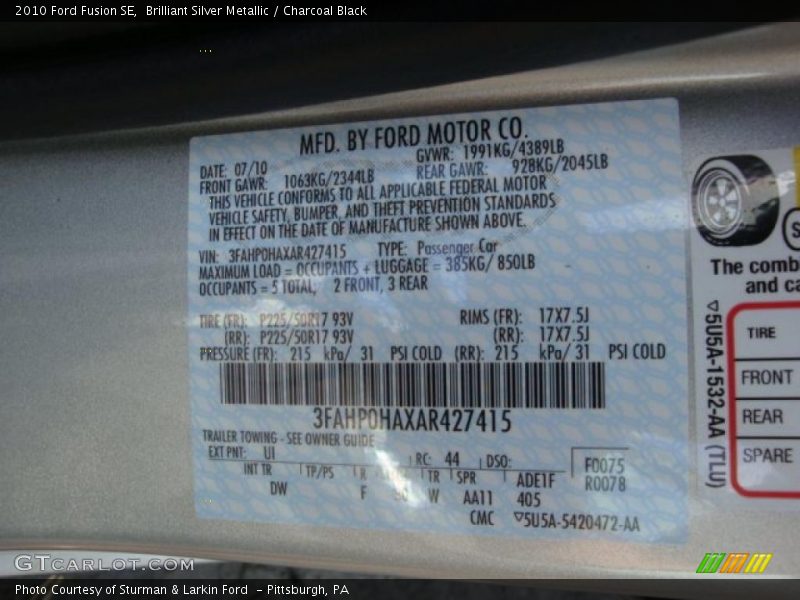 2010 Ford Fusion SE,  Brilliant Silver Metallic / Charcoal Black
MFD. BY FORD MOTOR CO.
DATE: 07/10 GVWR: 1991KG/4389LB
FRONT GAWR: 1063KG/2344LB REAR GAWR: 928KG/2045LB
THIS VEHICLE CONFORMS TO ALL APPLICABLE FEDERAL MOTOR
VEHICLE SAFETY, BUMPER, AND THEFT PREVENTION STANDARDS
IN EFFECT ON THE DATE OF MANUFACTURE SHOWN ABOVE.
VIN: 3FAHP0HAXAR427415 TYPE: Passenger Car
MAXIMUM LOAD = OCCUPANTS + LUGGAGE = 385KG/ 850LB
OCCUPANTS = 5 TOTAL, 2 FRONT, 3 REAR
TIRE (FR): P225/50R17 93V RIMS (FR): 17X7.5J
(RR): P225/50R17 93V (RR): 17X7.5J
PRESSURE (FR): 215 kPa/ 31 PSI COLD (RR): 215 kPa/ 31 PSI COLD
3FAHP0HAXAR427415
TRAILER TOWING - SEE OWNER GUIDE
EXT PNT: UI RC: 44 DSO: F0075
INT TR TP/PS R TR SPR ADE1F R0078
DW F W AA11 405
CMC 5U5A-5420472-AA
The comb
and ca
5U5A-1532-AA (TLU)
TIRE
FRONT
REAR
SPARE
GTCARLOT.COM
Photo Courtesy of Sturman & Larkin Ford  - Pittsburgh, PA